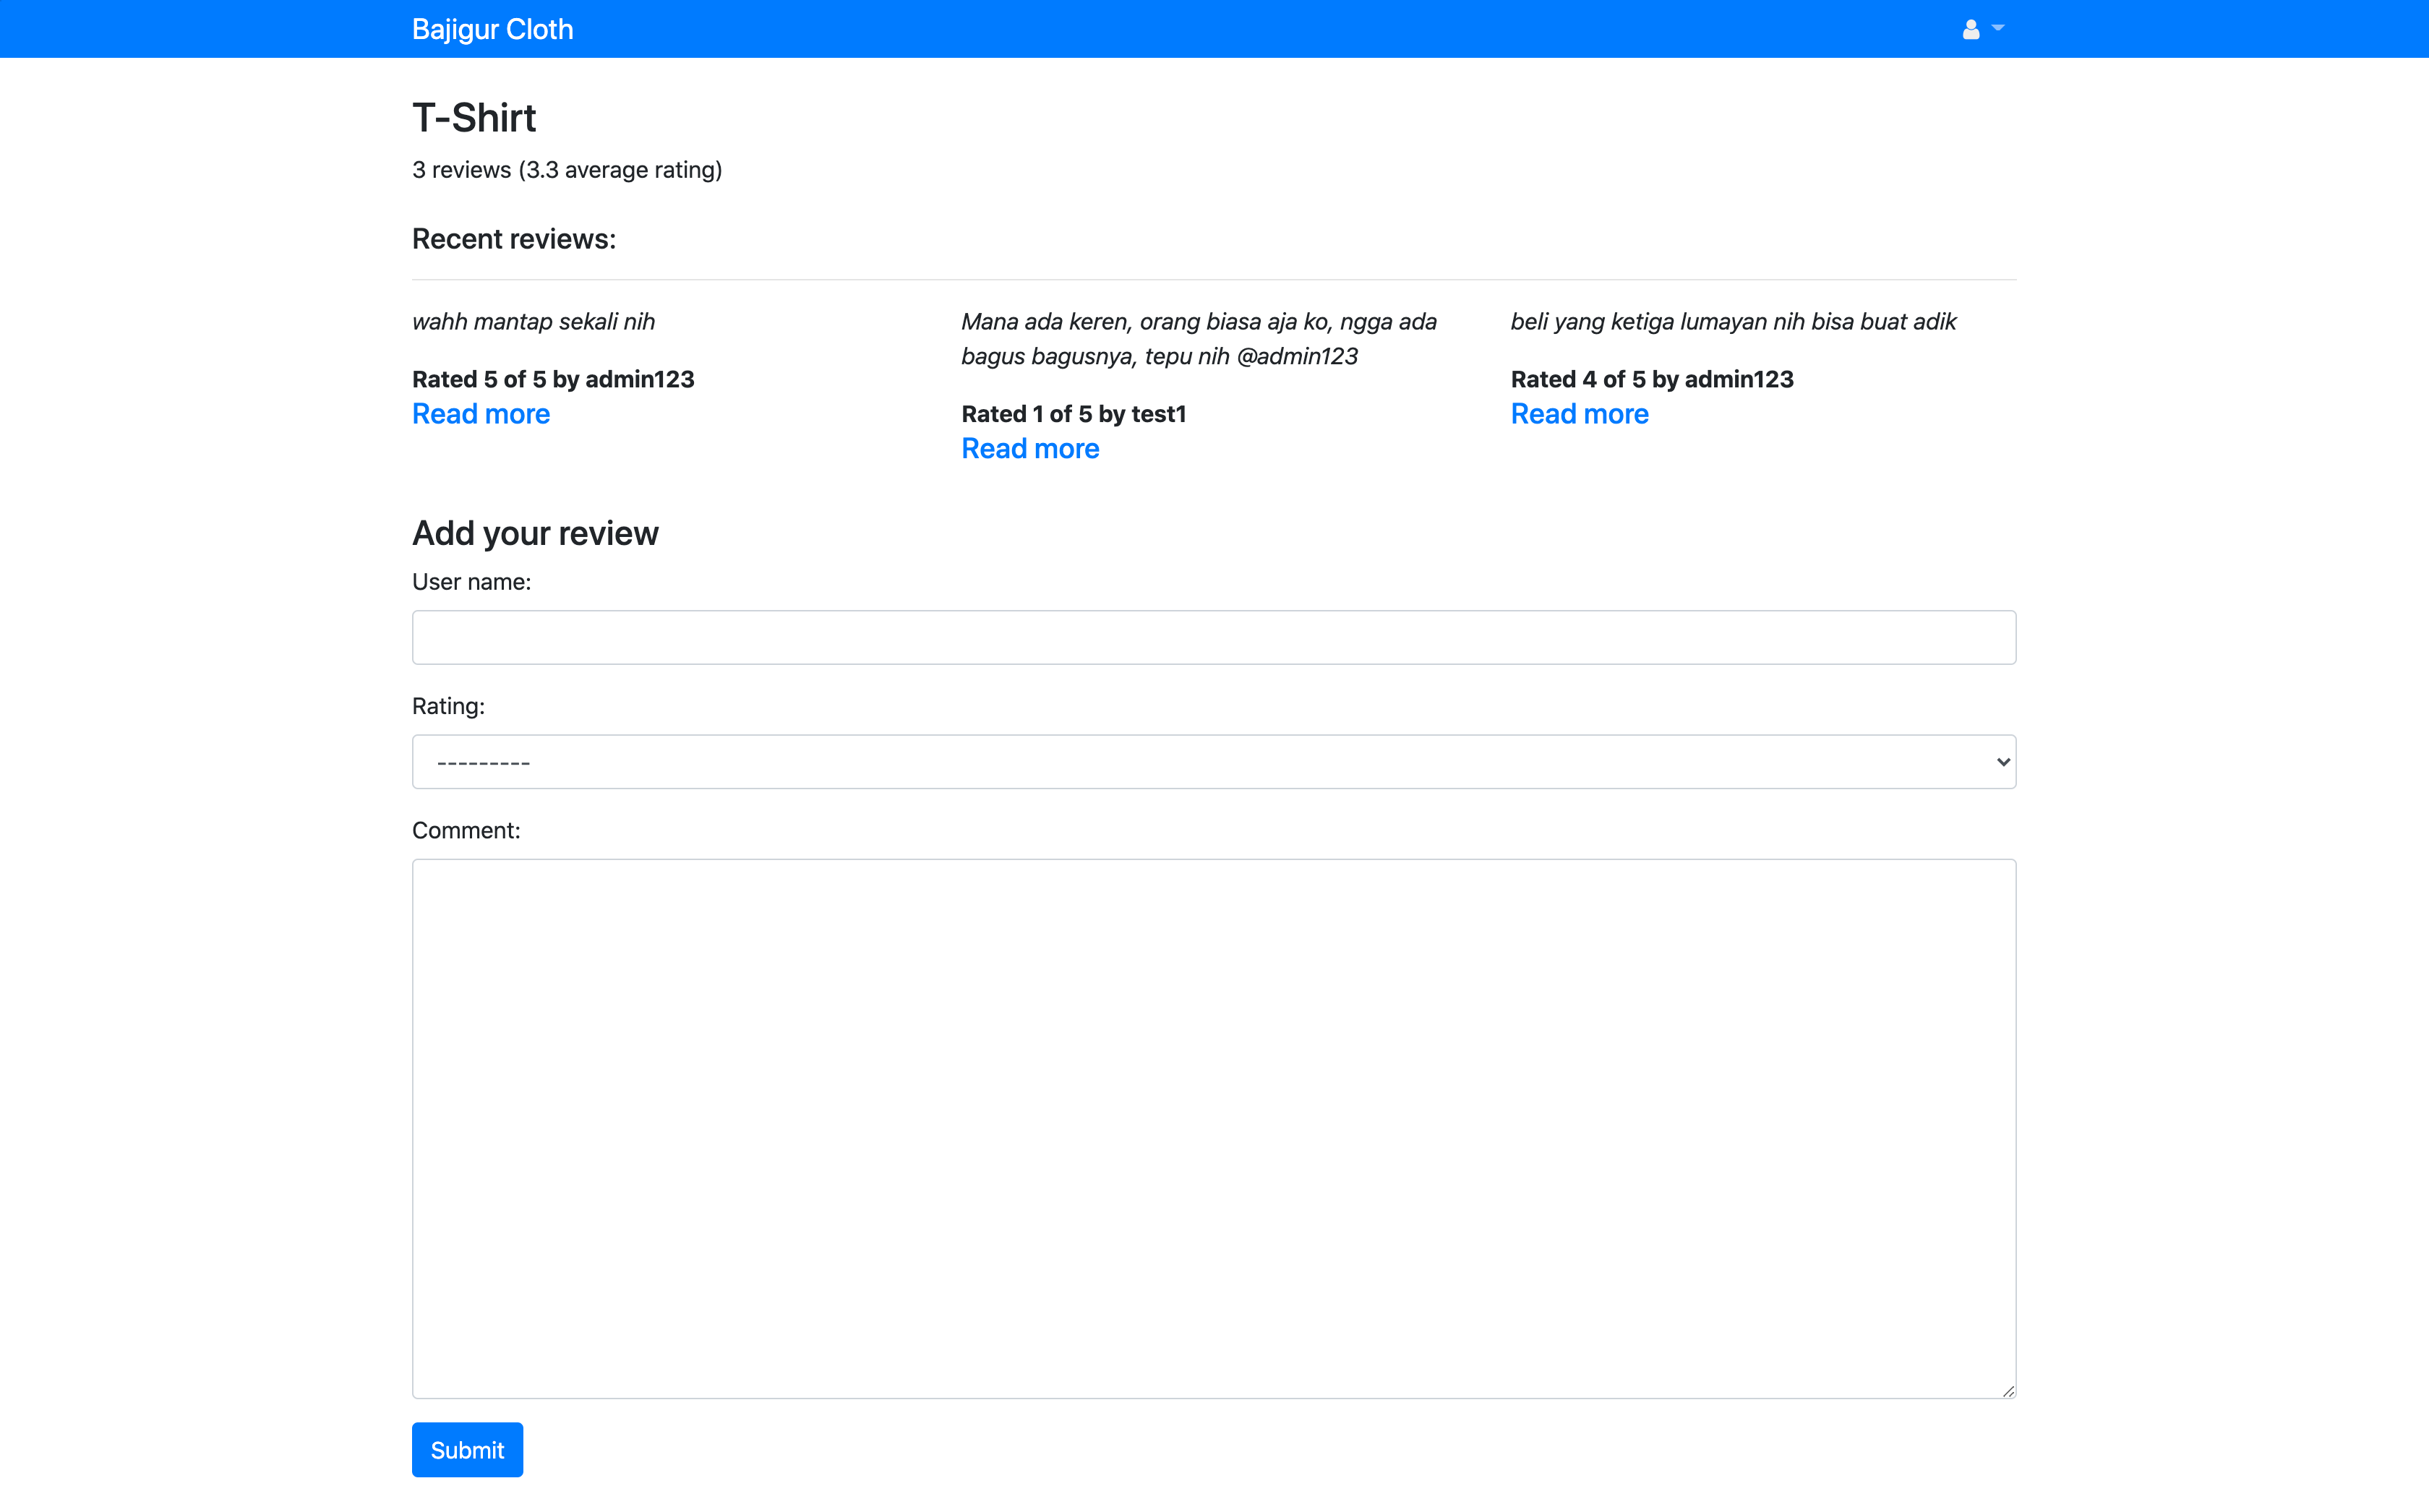 Bajigur Cloth
T-Shirt
3 reviews (3.3 average rating)
Recent reviews:
wahh mantap sekali nih
Rated 5 of 5 by admin123
Read more
Mana ada keren, orang biasa aja ko, ngga ada
bagus bagusnya, tepu nih @admin123
Rated 1 of 5 by test1
Read more
beli yang ketiga lumayan nih bisa buat adik
Rated 4 of 5 by admin123
Read more
Add your review
User name:
Rating:
---------
Comment:
Submit